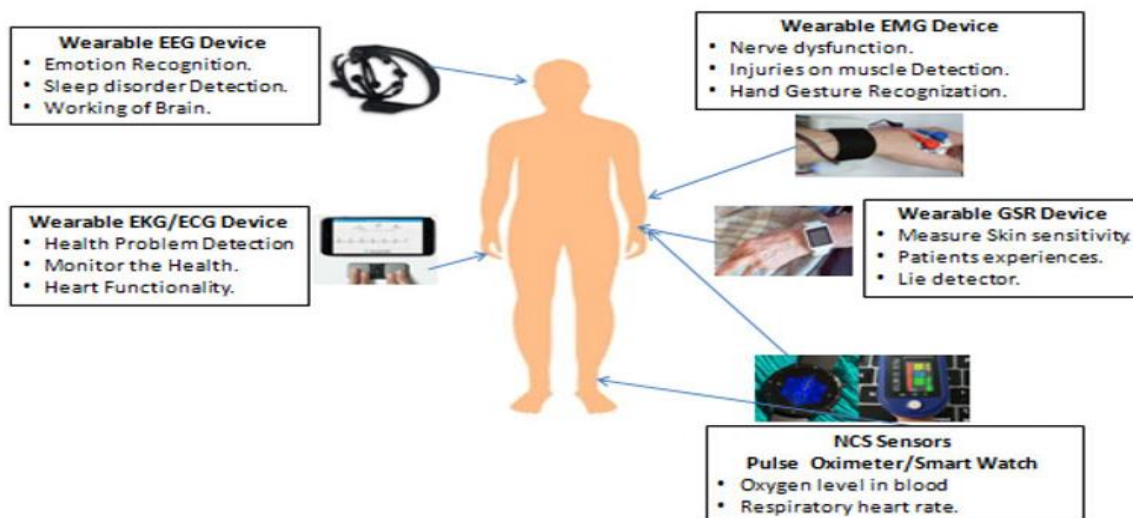 Wearable EEG Device
• Emotion Recognition.
• Sleep disorder Detection.
• Working of Brain.
Wearable EMG Device
• Nerve dysfunction.
• Injuries on muscle Detection.
• Hand Gesture Recognization.
Wearable EKG/ECG Device
• Health Problem Detection
• Monitor the Health.
• Heart Functionality.
Wearable GSR Device
• Measure Skin sensitivity.
• Patients experiences.
• Lie detector.
NCS Sensors
Pulse Oximeter/Smart Watch
• Oxygen level in blood
• Respiratory heart rate.